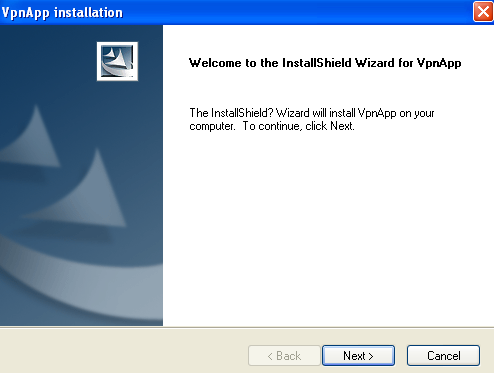 VpnApp installation
Welcome to the InstallShield Wizard for VpnApp
The InstallShield? Wizard will install VpnApp on your
computer. To continue, click Next.
< Back Next > Cancel